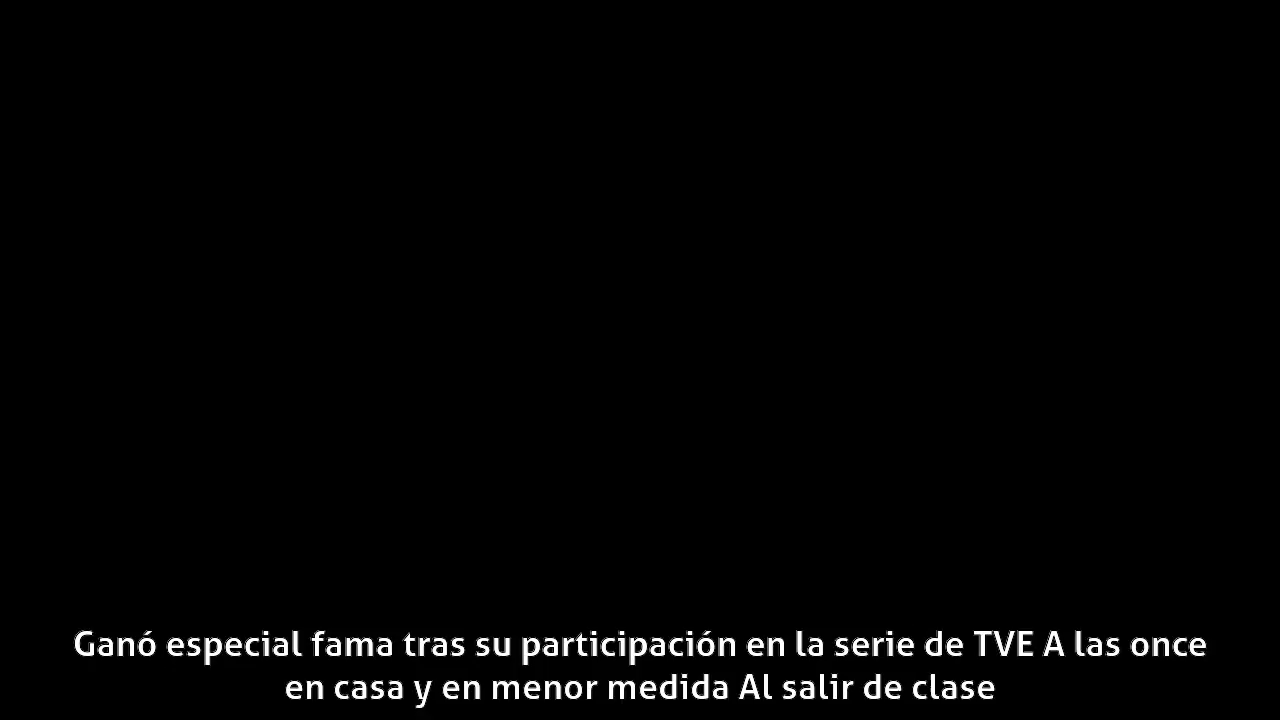 Ganó especial fama tras su participación en la serie de TVE A las once
en casa y en menor medida Al salir de clase